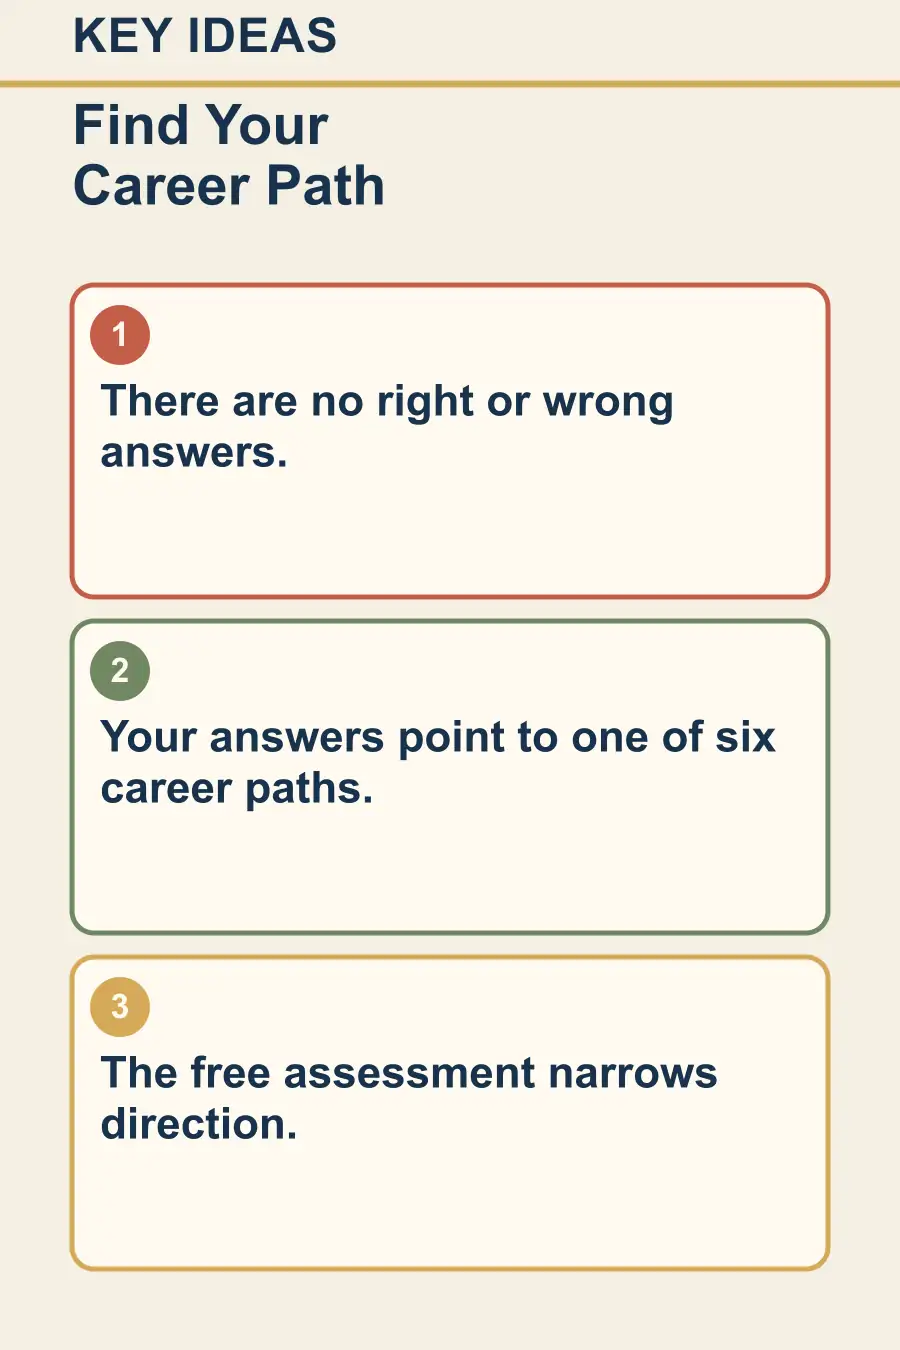 KEY IDEAS
Find Your
Career Path
1
There are no right or wrong
answers.
2
Your answers point to one of six
career paths.
3
The free assessment narrows
direction.